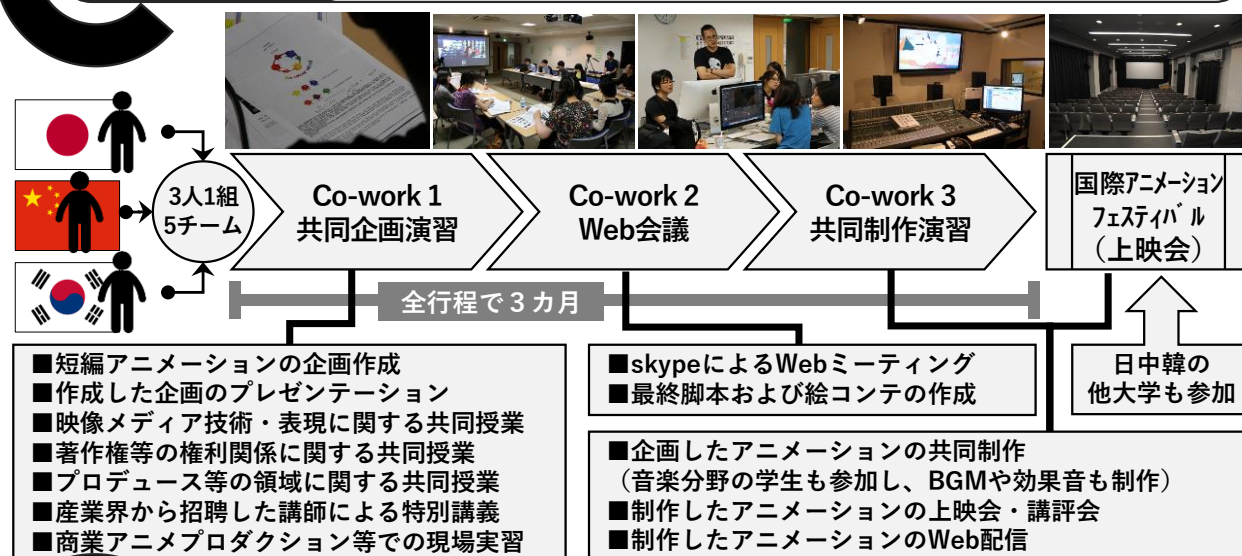 3人1組
5チーム
Co-work 1
共同企画演習
Co-work 2
Web会議
Co-work 3
共同制作演習
国際アニメーション
フェスティバル
（上映会）
全行程で３カ月
■短編アニメーションの企画作成
■作成した企画のプレゼンテーション
■映像メディア技術・表現に関する共同授業
■著作権等の権利関係に関する共同授業
■プロデュース等の領域に関する共同授業
■産業界から招聘した講師による特別講義
■商業アニメプロダクション等での現場実習
■skypeによるWebミーティング
■最終脚本および絵コンテの作成
日中韓の
他大学も参加
■企画したアニメーションの共同制作
（音楽分野の学生も参加し、BGMや効果音も制作）
■制作したアニメーションの上映会・講評会
■制作したアニメーションのWeb配信